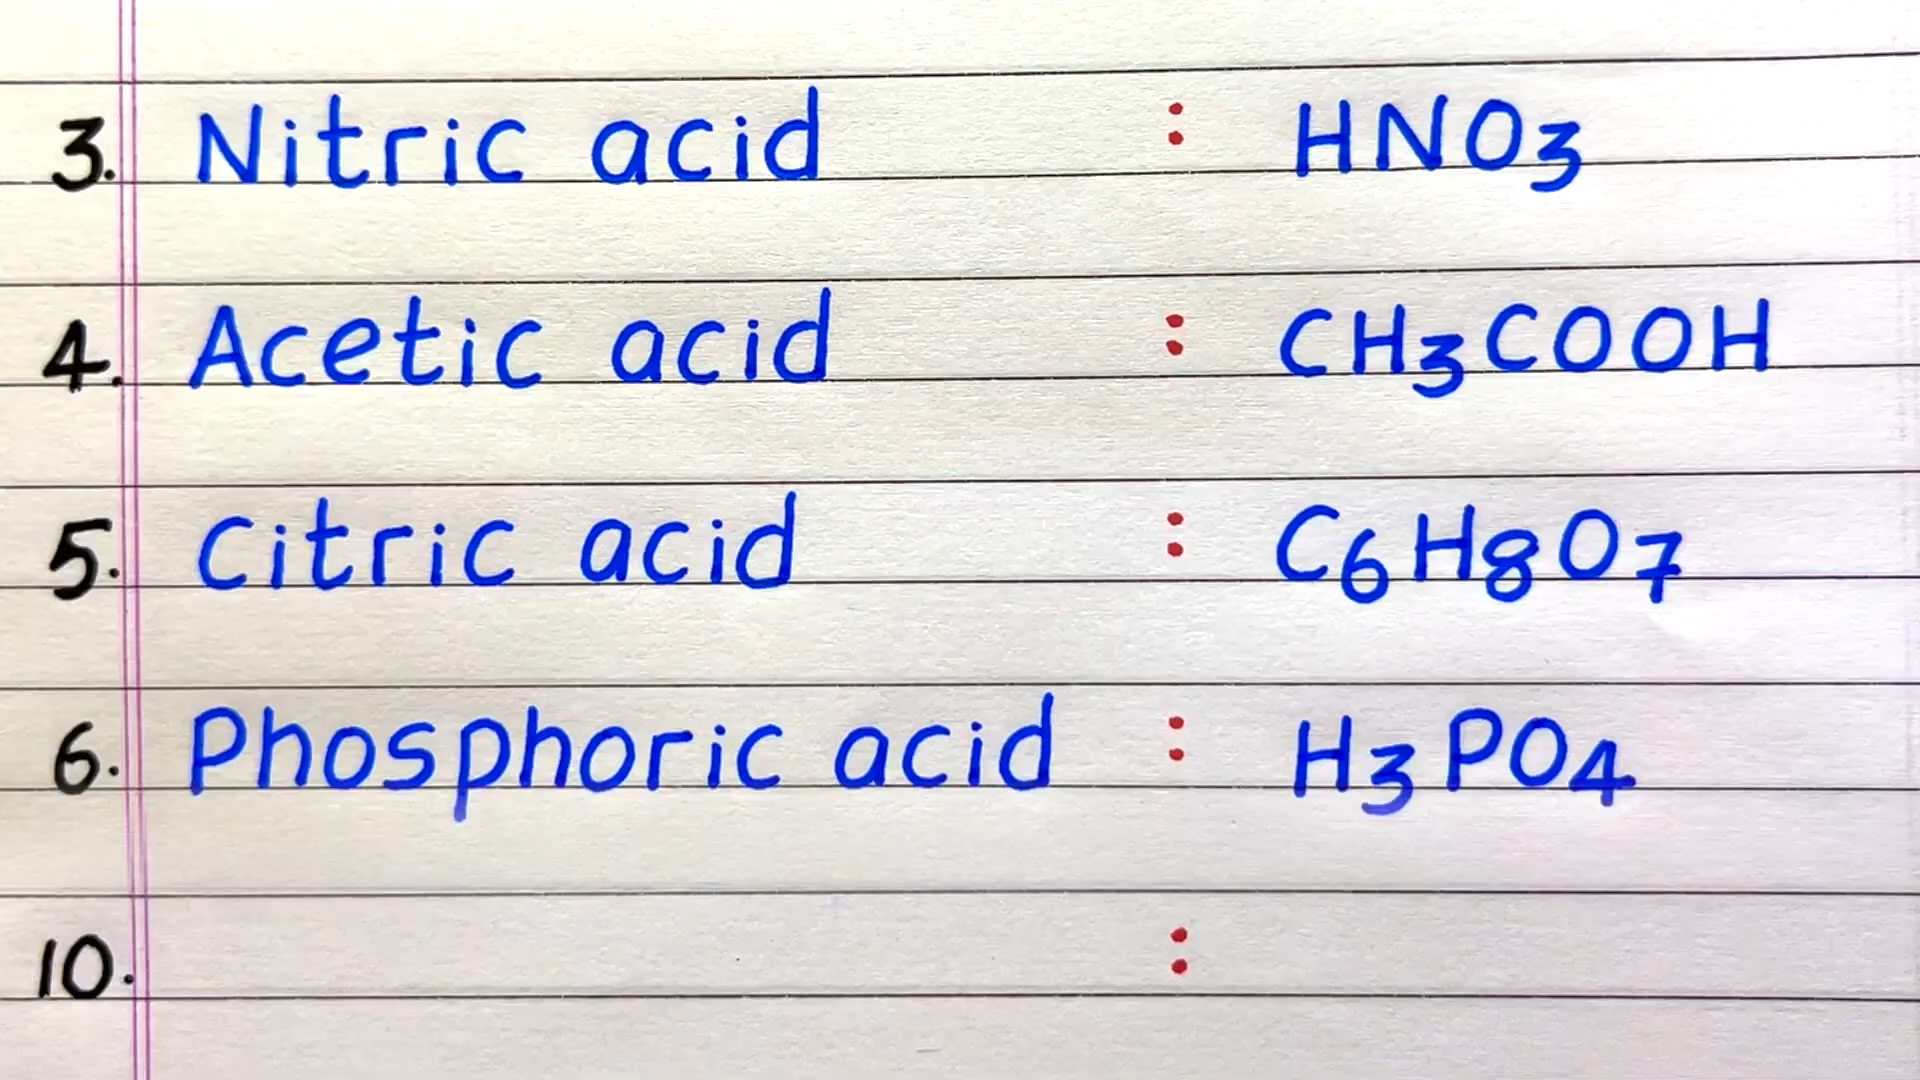 3. Nitric acid : HNO3
4. Acetic acid : CH3COOH
5. Citric acid : C6H8O7
6. Phosphoric acid : H3PO4
10. :